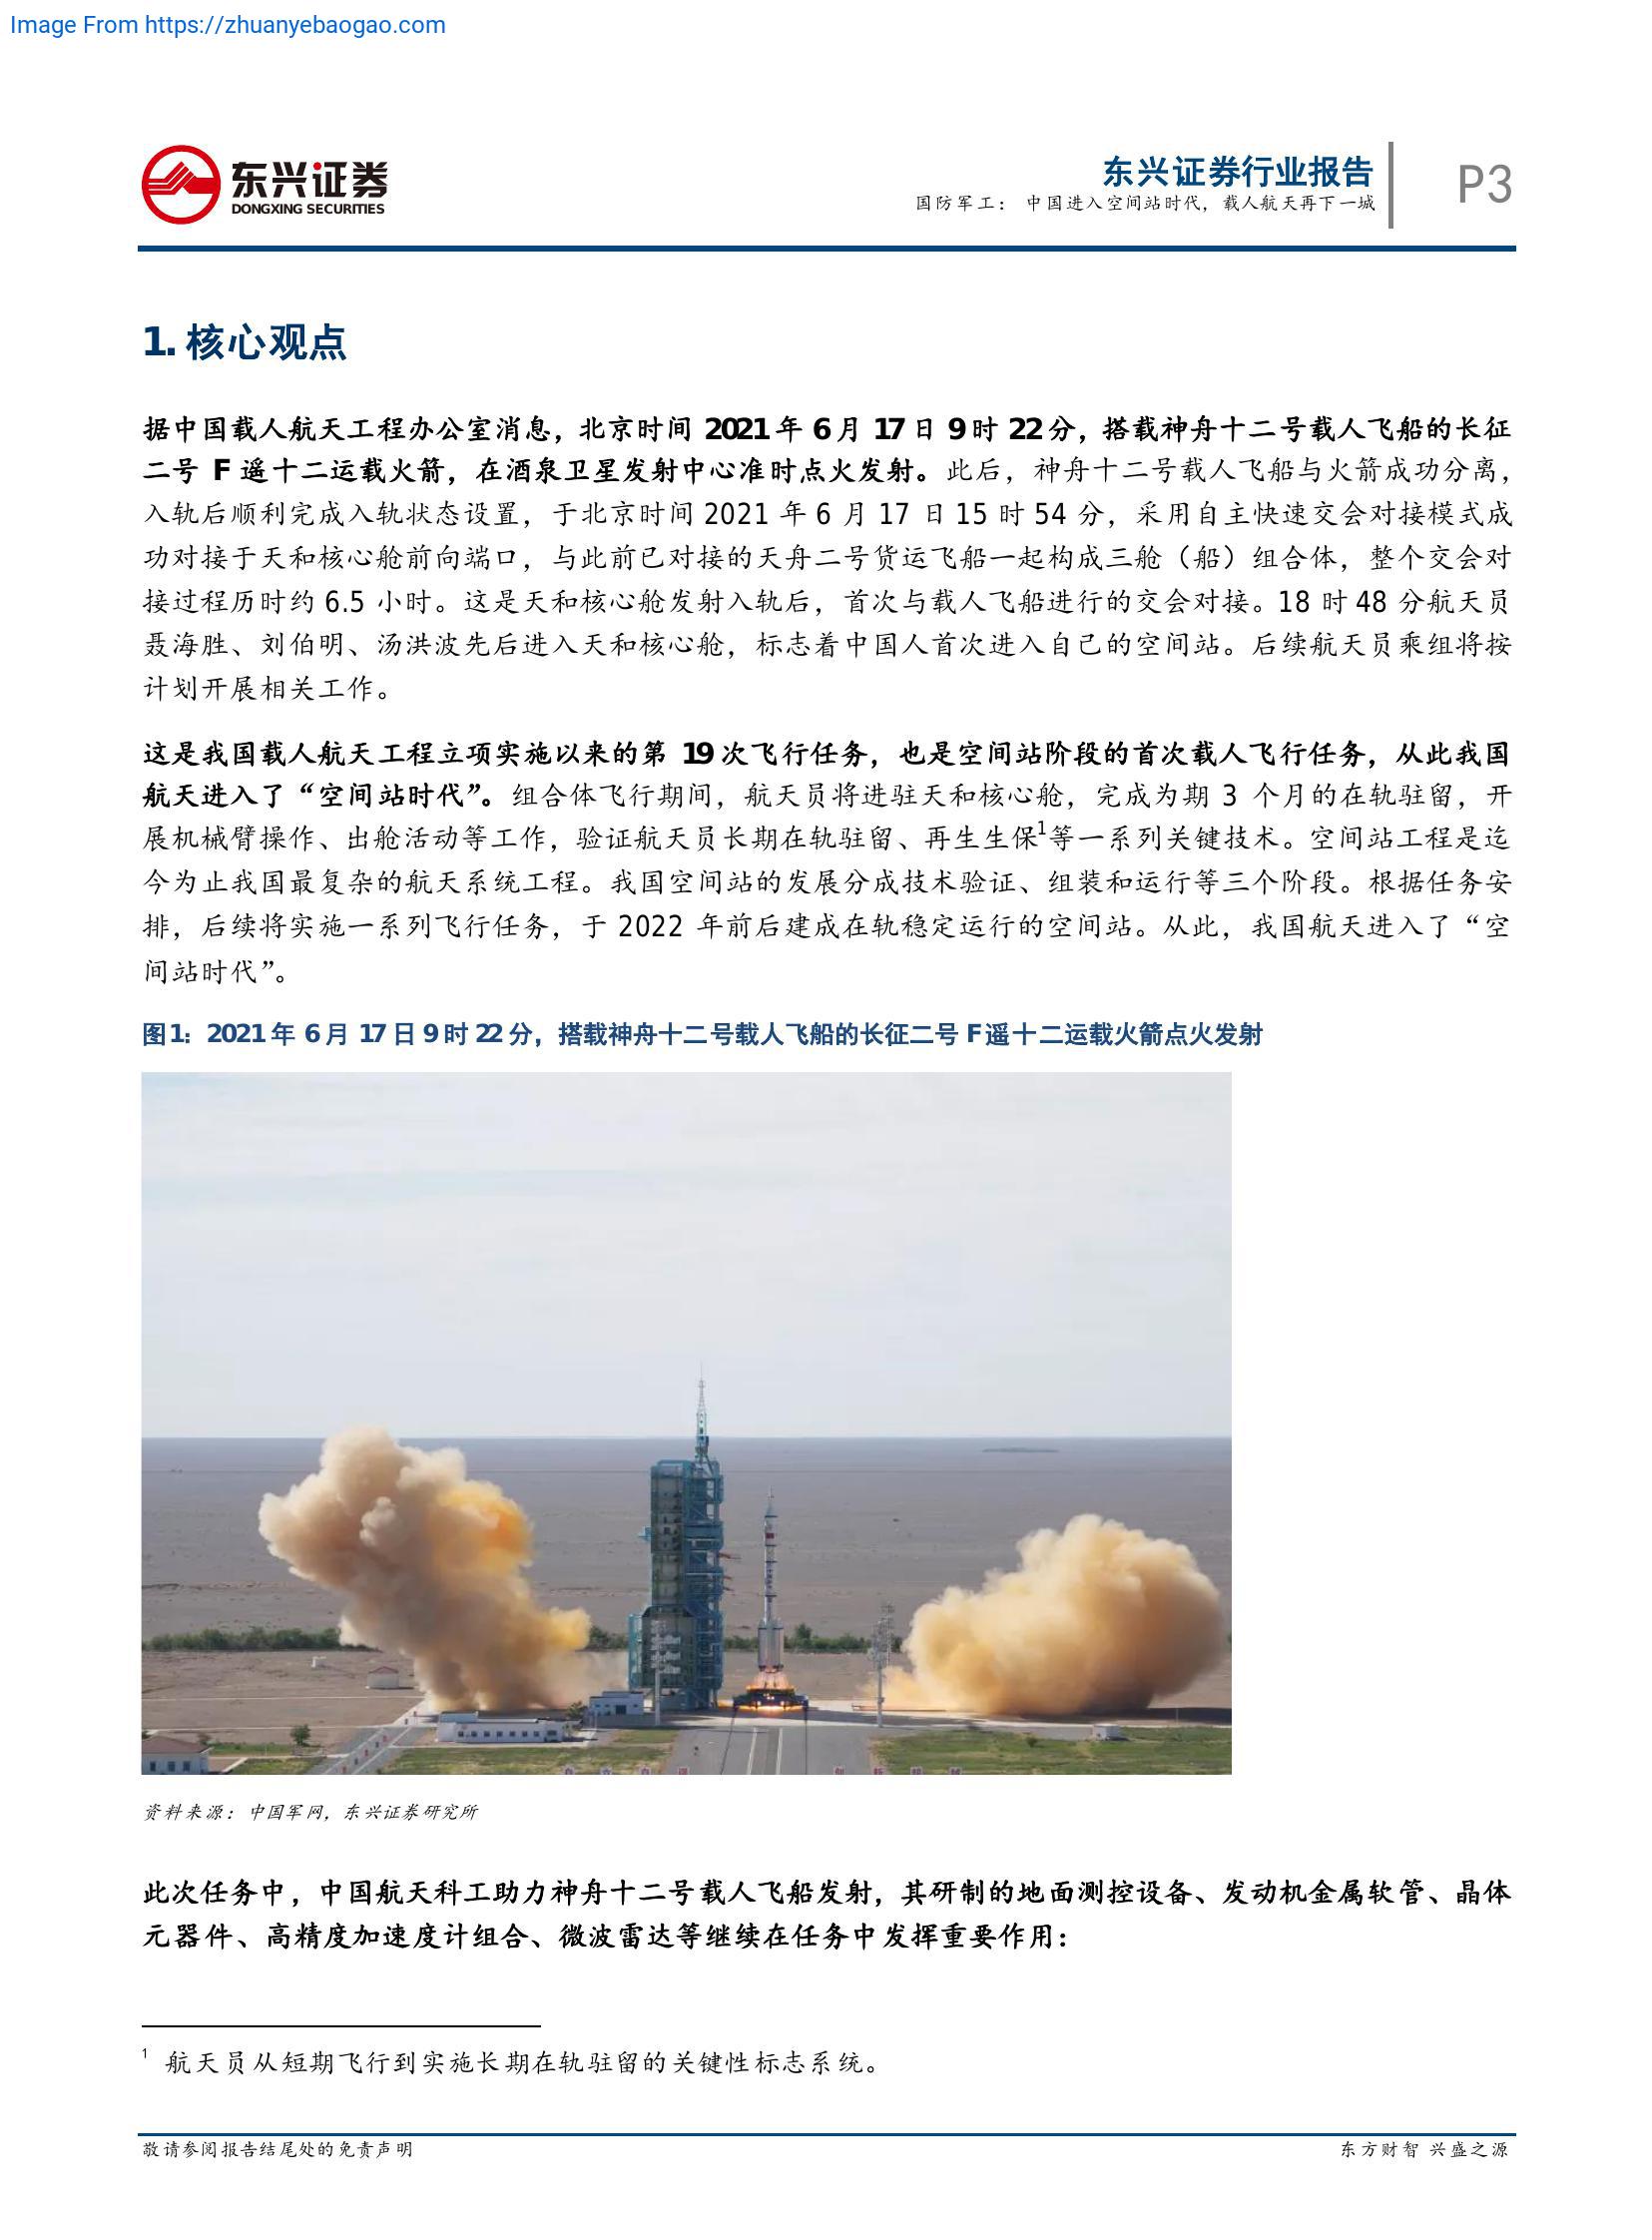 Image From https://zhuanyebaogao.com
东兴证券
DONGXING SECURITIES
东兴证券行业报告
国防军工： 中国进入空间站时代，载人航天再下一城
P3
1. 核心观点
据中国载人航天工程办公室消息，北京时间 2021 年 6 月 17 日 9 时 22 分，搭载神舟十二号载人飞船的长征
二号 F 遥十二运载火箭，在酒泉卫星发射中心准时点火发射。此后，神舟十二号载人飞船与火箭成功分离，
入轨后顺利完成入轨状态设置，于北京时间 2021 年 6 月 17 日 15 时 54 分，采用自主快速交会对接模式成
功对接于天和核心舱前向端口，与此前已对接的天舟二号货运飞船一起构成三舱（船）组合体，整个交会对
接过程历时约 6.5 小时。这是天和核心舱发射入轨后，首次与载人飞船进行的交会对接。18 时 48 分航天员
聂海胜、刘伯明、汤洪波先后进入天和核心舱，标志着中国人首次进入自己的空间站。后续航天员乘组将按
计划开展相关工作。
这是我国载人航天工程立项实施以来的第 19 次飞行任务，也是空间站阶段的首次载人飞行任务，从此我国
航天进入了“空间站时代”。组合体飞行期间，航天员将进驻天和核心舱，完成为期 3 个月的在轨驻留，开
展机械臂操作、出舱活动等工作，验证航天员长期在轨驻留、再生生保1等一系列关键技术。空间站工程是迄
今为止我国最复杂的航天系统工程。我国空间站的发展分成技术验证、组装和运行等三个阶段。根据任务安
排，后续将实施一系列飞行任务，于 2022 年前后建成在轨稳定运行的空间站。从此，我国航天进入了“空
间站时代”。
图1：2021 年 6 月 17 日 9 时 22 分，搭载神舟十二号载人飞船的长征二号 F 遥十二运载火箭点火发射
资料来源：中国军网，东兴证券研究所
此次任务中，中国航天科工助力神舟十二号载人飞船发射，其研制的地面测控设备、发动机金属软管、晶体
元器件、高精度加速度计组合、微波雷达等继续在任务中发挥重要作用：
1 航天员从短期飞行到实施长期在轨驻留的关键性标志系统。
敬请参阅报告结尾处的免责声明
东方财智 兴盛之源